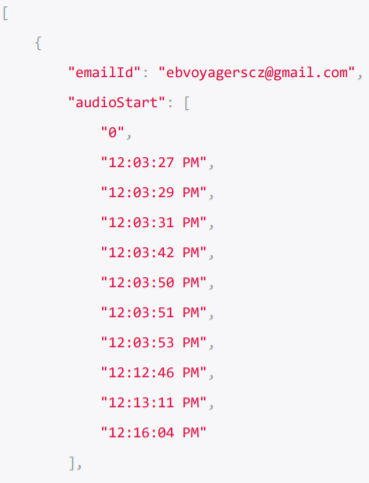 [
{
"emailId": "ebvoyagerscz@gmail.com",
"audioStart": [
"0",
"12:03:27 PM",
"12:03:29 PM",
"12:03:31 PM",
"12:03:42 PM",
"12:03:50 PM",
"12:03:51 PM",
"12:03:53 PM",
"12:12:46 PM",
"12:13:11 PM",
"12:16:04 PM"
],